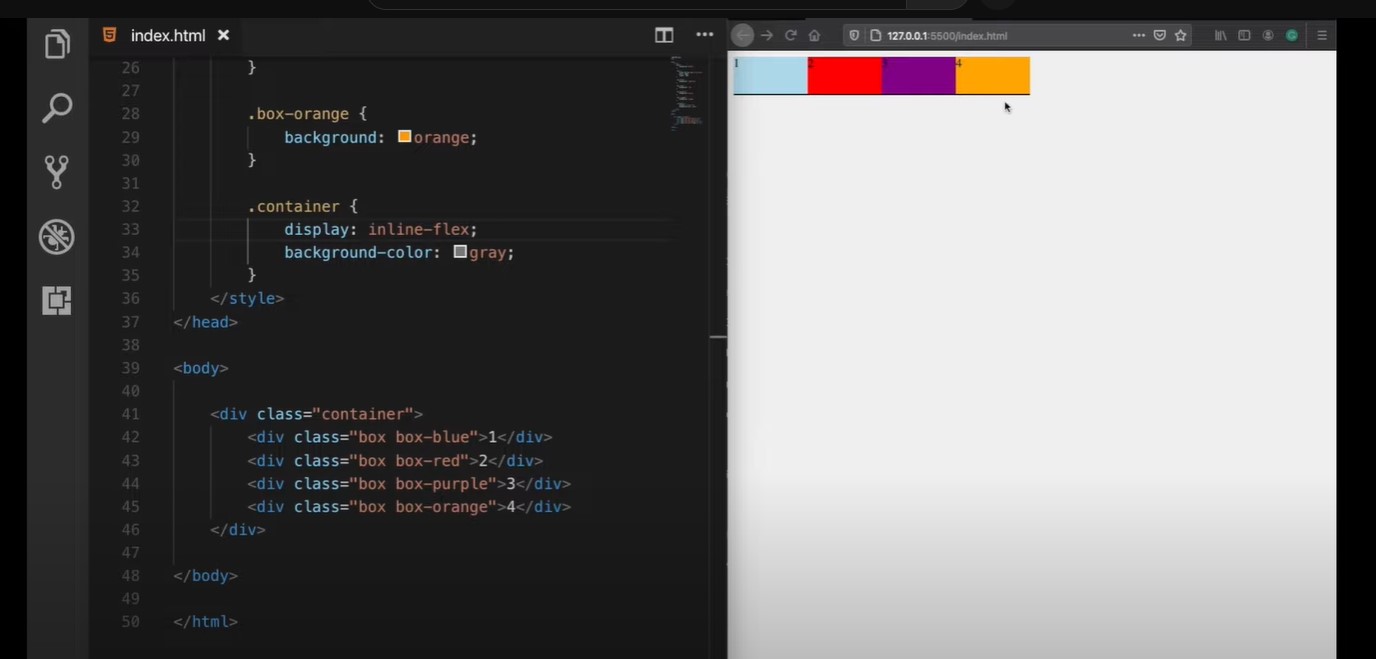 index.html
26 }
27
28 .box-orange {
29 background: orange;
30 }
31
32 .container {
33 display: inline-flex;
34 background-color: gray;
35 }
36 </style>
37 </head>
38
39 <body>
40
41 <div class="container">
42 <div class="box box-blue">1</div>
43 <div class="box box-red">2</div>
44 <div class="box box-purple">3</div>
45 <div class="box box-orange">4</div>
46 </div>
47
48 </body>
49
50 </html>
127.0.0.1:5500/index.html
1 2 3 4